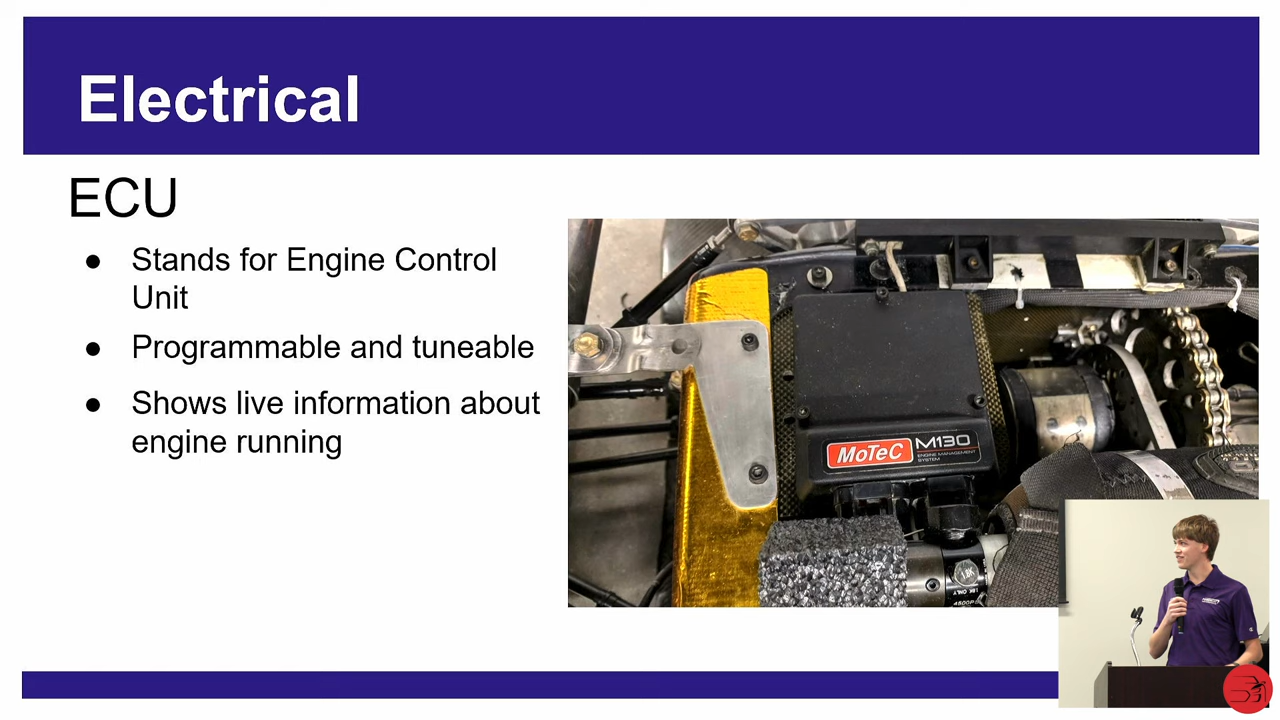 Electrical
ECU
● Stands for Engine Control
Unit
● Programmable and tuneable
● Shows live information about
engine running
MoTeC M130
ENGINE MANAGEMENT
SYSTEM